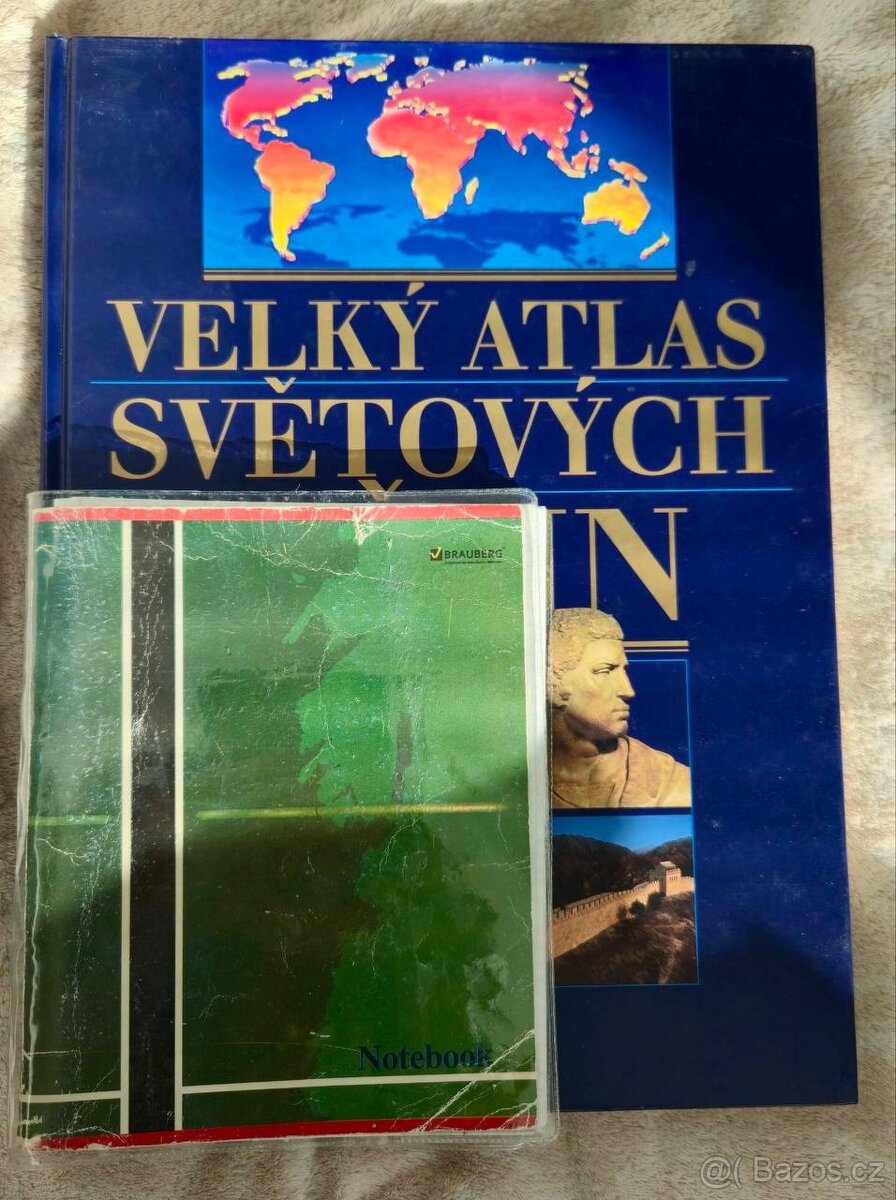 VELKÝ ATLAS
SVĚTOVÝCH
IN
BRAUBERG
Notebook
@( Bazos.cz